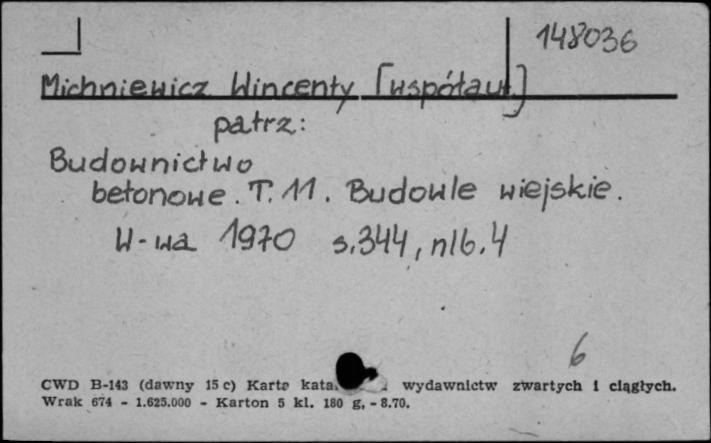 148036
Michniewicz Wincenty [współaut.]
patrz:
Budownictwo
betonowe. T. 11. Budowle wiejskie.
W-wa 1970 s. 344, nlb. 4
6
CWD B-143 (dawny 15 c) Karta kata wydawnictw zwartych i ciągłych.
Wrak 674 - 1.625.000 - Karton 5 kl. 180 g. - 8.70.